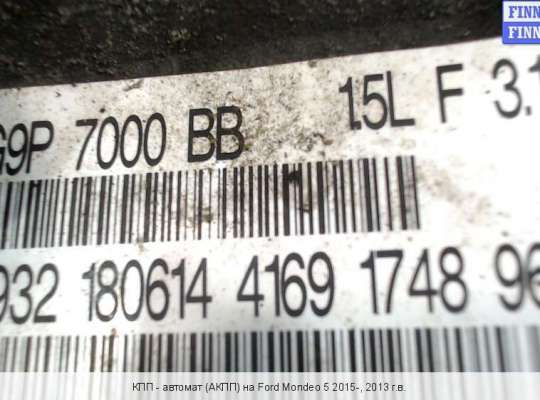 FINN
FINN
G9P 7000 BB 1.5L F 3.1
932 180614 4169 1748 96
КПП - автомат (АКПП) на Ford Mondeo 5 2015-, 2013 г.в.